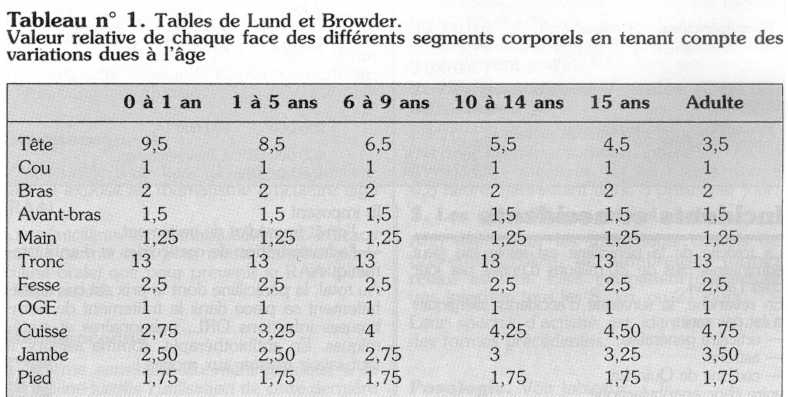 Tableau n° 1. Tables de Lund et Browder.
Valeur relative de chaque face des différents segments corporels en tenant compte des
variations dues à l'âge
0 à 1 an 1 à 5 ans 6 à 9 ans 10 à 14 ans 15 ans Adulte
Tête 9,5 8,5 6,5 5,5 4,5 3,5
Cou 1 1 1 1 1 1
Bras 2 2 2 2 2 2
Avant-bras 1,5 1,5 1,5 1,5 1,5 1,5
Main 1,25 1,25 1,25 1,25 1,25 1,25
Tronc 13 13 13 13 13 13
Fesse 2,5 2,5 2,5 2,5 2,5 2,5
OGE 1 1 1 1 1 1
Cuisse 2,75 3,25 4 4,25 4,50 4,75
Jambe 2,50 2,50 2,75 3 3,25 3,50
Pied 1,75 1,75 1,75 1,75 1,75 1,75